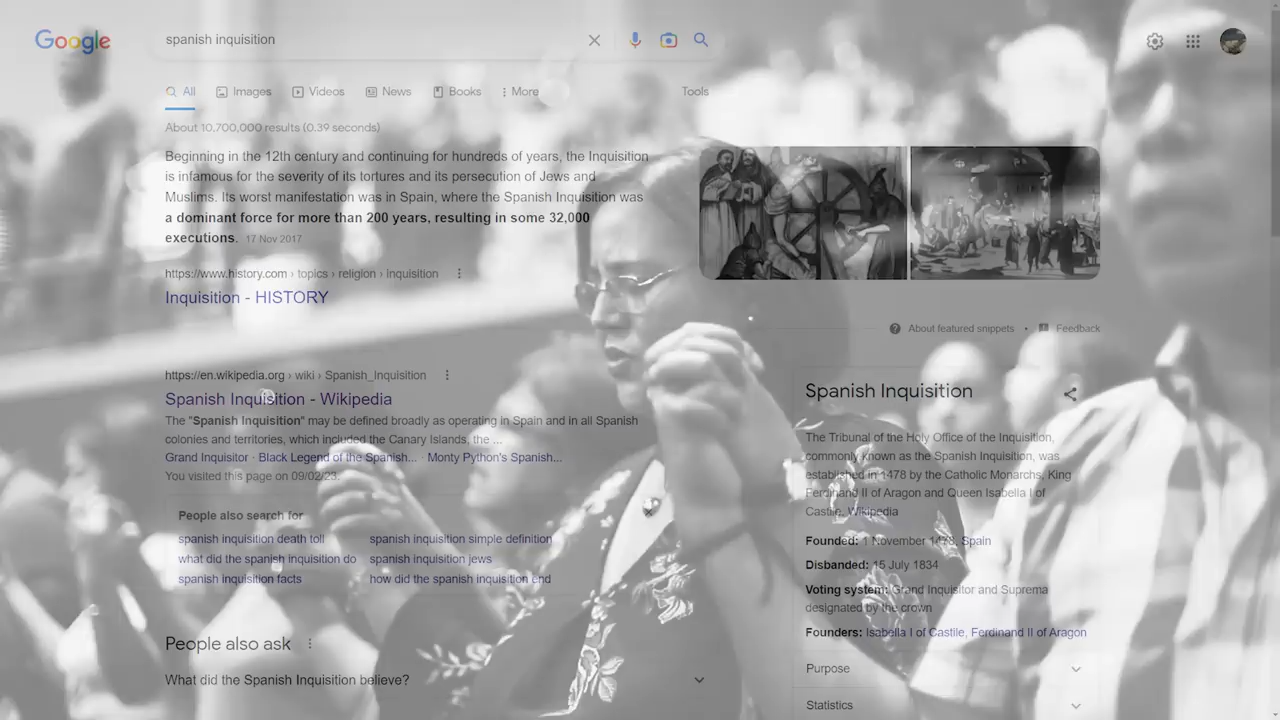 Google
spanish inquisition
All Images Videos News Books More Tools
About 10,700,000 results (0.39 seconds)
Beginning in the 12th century and continuing for hundreds of years, the Inquisition
is infamous for the severity of its tortures and its persecution of Jews and
Muslims. Its worst manifestation was in Spain, where the Spanish Inquisition was
a dominant force for more than 200 years, resulting in some 32,000
executions. 17 Nov 2017
https://www.history.com › topics › religion › inquisition
Inquisition - HISTORY
About featured snippets • Feedback
https://en.wikipedia.org › wiki › Spanish_Inquisition
Spanish Inquisition - Wikipedia
The "Spanish Inquisition" may be defined broadly as operating in Spain and in all Spanish
colonies and territories, which included the Canary Islands, the ...
Grand Inquisitor · Black Legend of the Spanish... · Monty Python's Spanish...
You visited this page on 09/02/23.
People also search for
spanish inquisition death toll spanish inquisition simple definition
what did the spanish inquisition do spanish inquisition jews
spanish inquisition facts how did the spanish inquisition end
People also ask
What did the Spanish Inquisition believe?
Spanish Inquisition
The Tribunal of the Holy Office of the Inquisition,
commonly known as the Spanish Inquisition, was
established in 1478 by the Catholic Monarchs, King
Ferdinand II of Aragon and Queen Isabella I of
Castile. Wikipedia
Founded: 1 November 1478, Spain
Disbanded: 15 July 1834
Voting system: Grand Inquisitor and Suprema
designated by the crown
Founders: Isabella I of Castile, Ferdinand II of Aragon
Purpose
Statistics